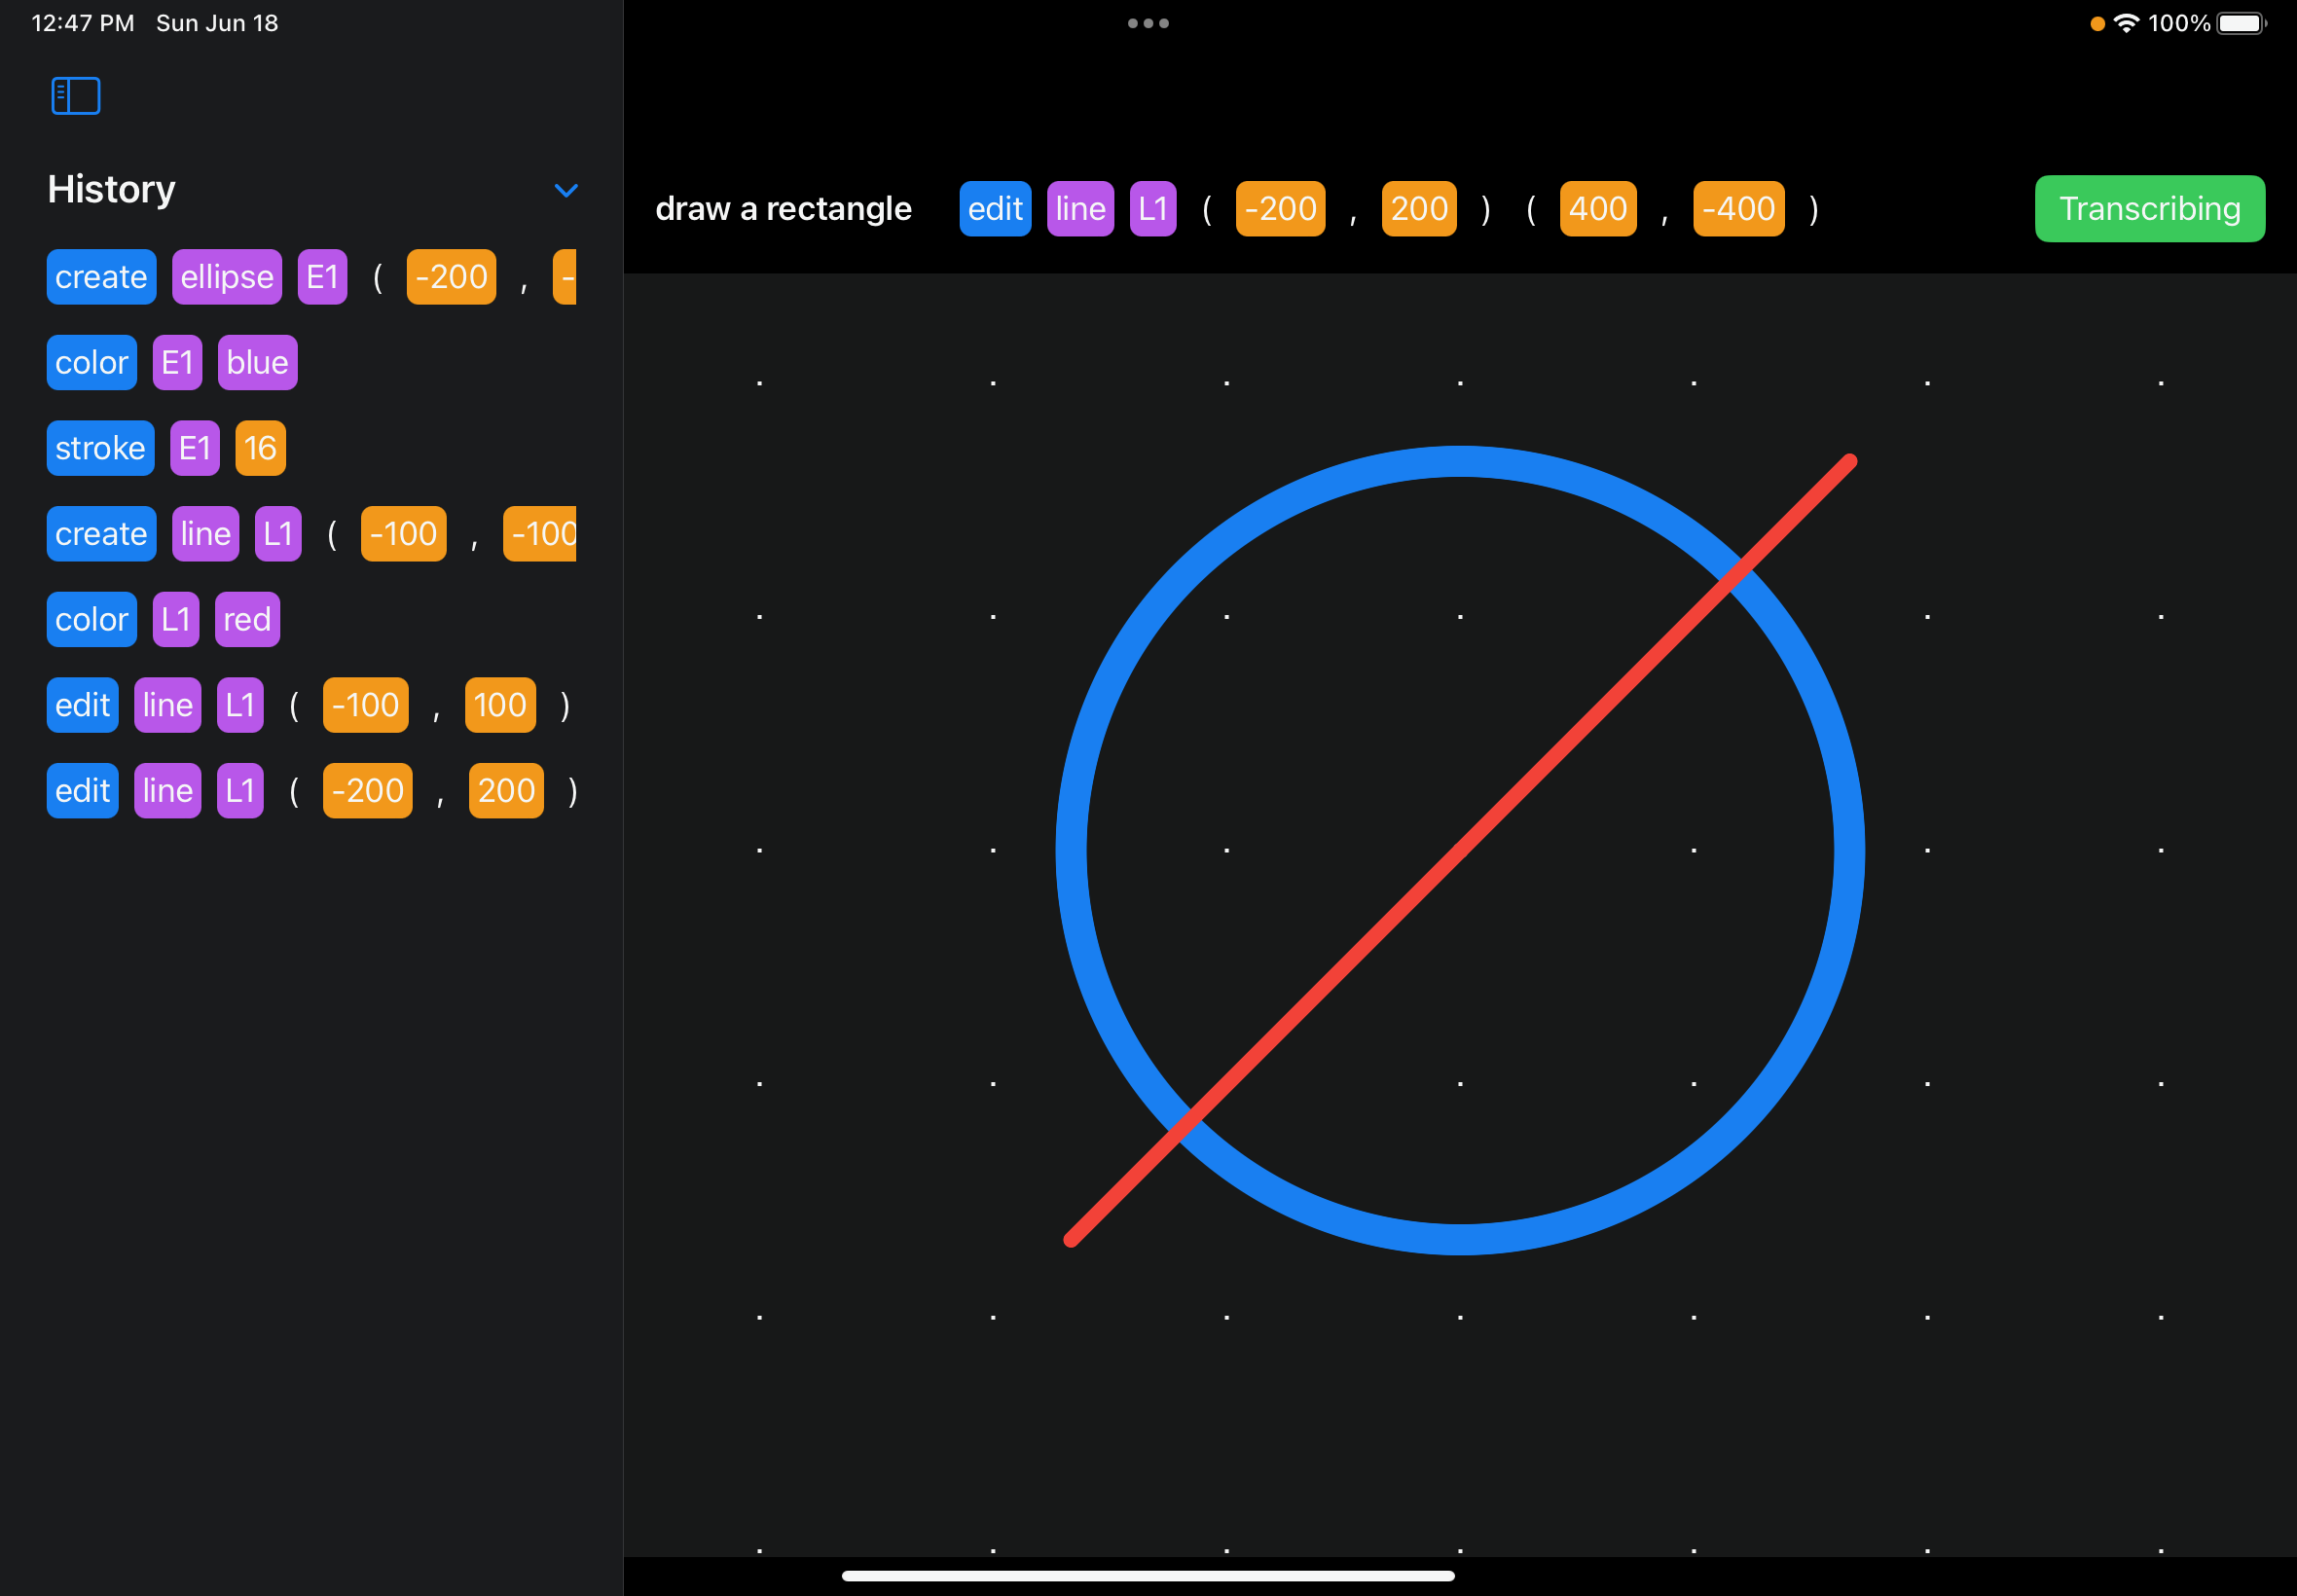 12:47 PM Sun Jun 18
100%
History
create ellipse E1 ( -200 , -
color E1 blue
stroke E1 16
create line L1 ( -100 , -100
color L1 red
edit line L1 ( -100 , 100 )
edit line L1 ( -200 , 200 )
draw a rectangle edit line L1 ( -200 , 200 ) ( 400 , -400 )
Transcribing